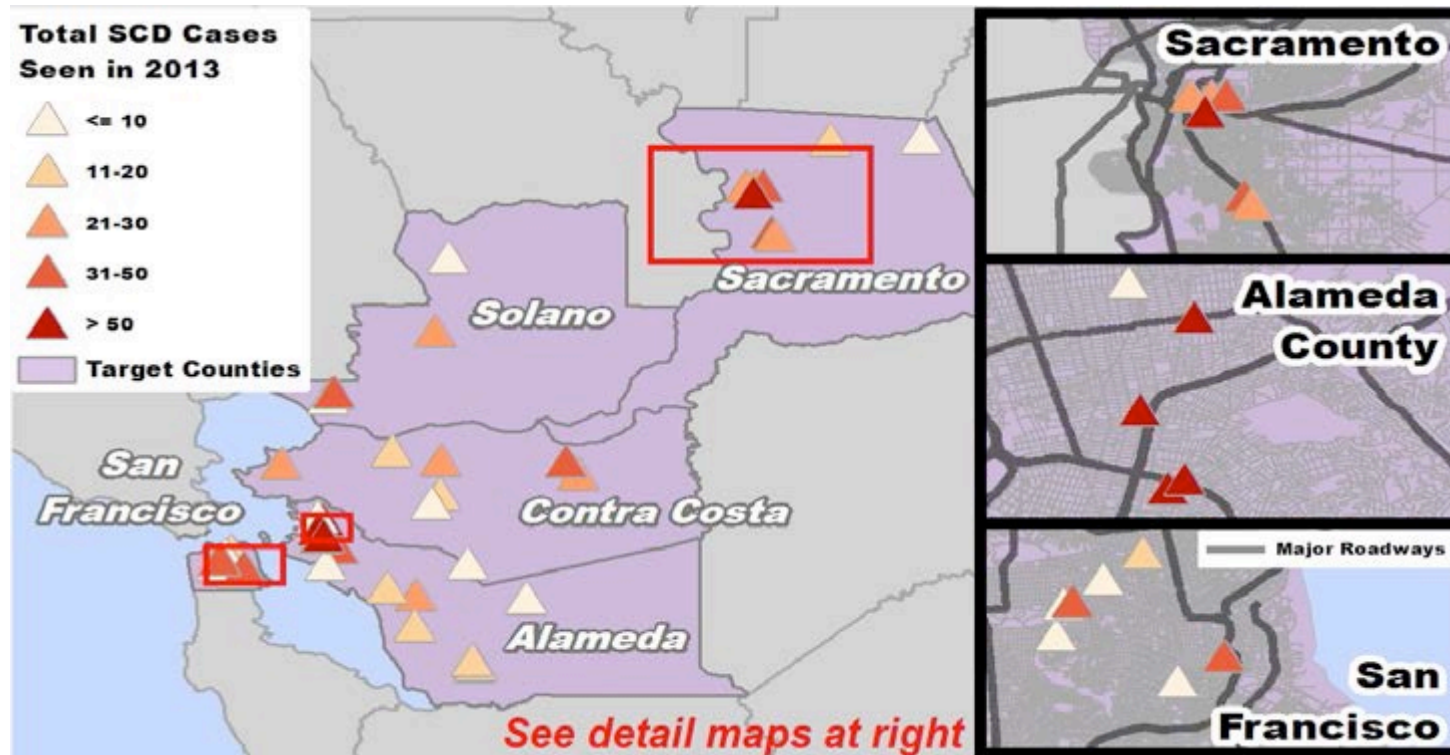 Total SCD Cases
Seen in 2013
<= 10
11-20
21-30
31-50
> 50
Target Counties
Solano
Sacramento
San
Francisco
Contra Costa
Alameda
See detail maps at right
Sacramento
Alameda
County
Major Roadways
San
Francisco